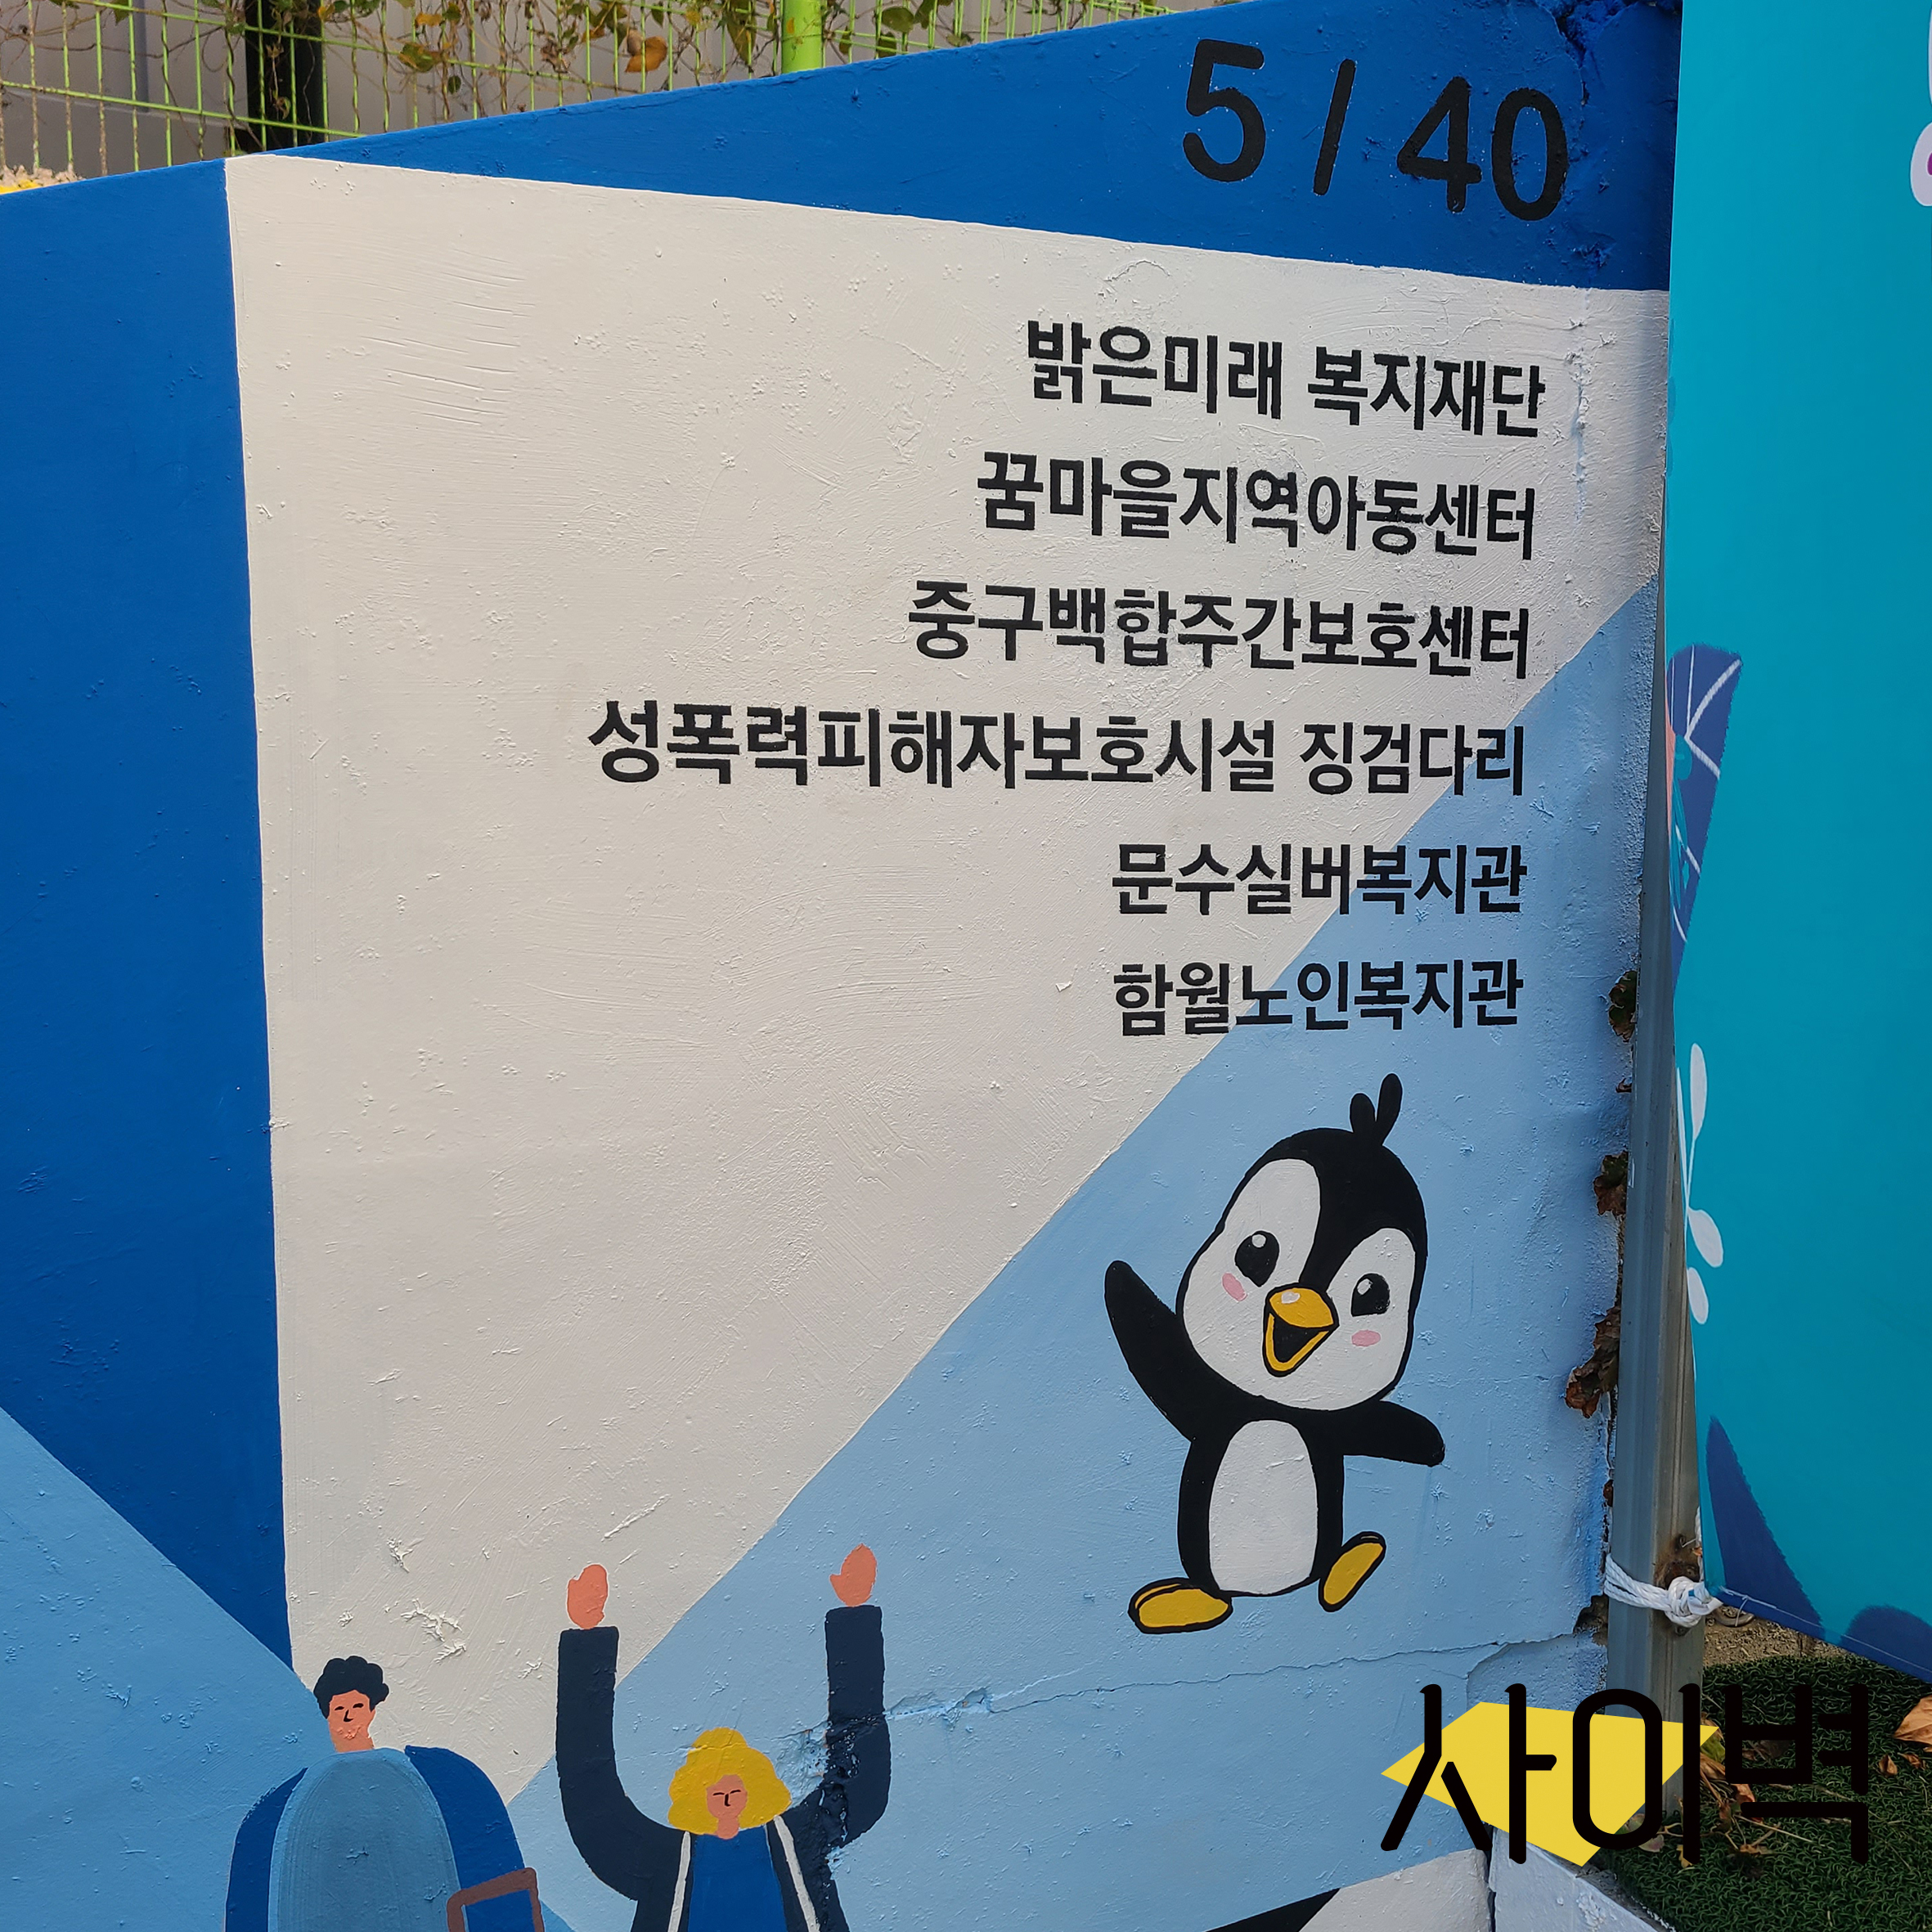 5/40
밝은미래 복지재단
꿈마을지역아동센터
중구백합주간보호센터
성폭력피해자보호시설 징검다리
문수실버복지관
함월노인복지관
사이벽